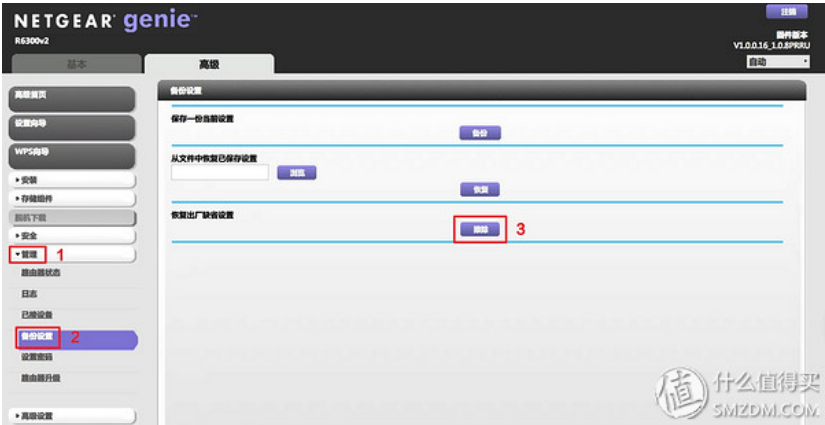 NETGEAR genie™
注销
R6300v2
固件版本
V1.0.0.16_1.0.8PRRU
自动
基本
高级
高级首页
设置向导
WPS向导
安装
存储组件
脱机下载
安全
管理 1
路由器状态
日志
已接设备
备份设置 2
设置密码
路由器升级
高级设置
备份设置
保存一份当前设置
备份
从文件中恢复已保存设置
浏览
恢复
恢复出厂缺省设置
擦除 3
值 什么值得买
SMZDM.COM